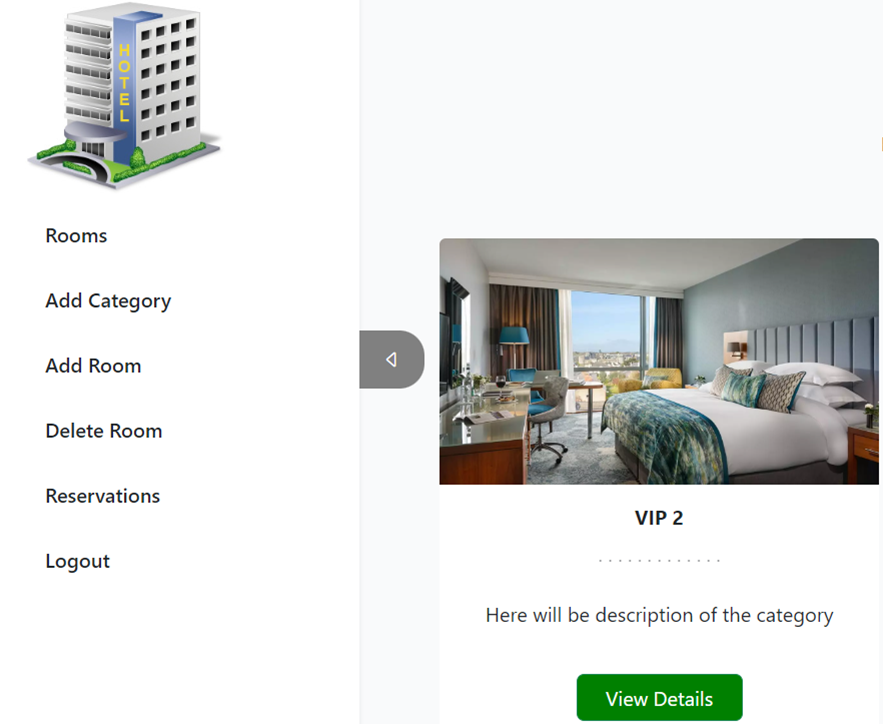 HOTEL
Rooms
Add Category
Add Room
Delete Room
Reservations
Logout
VIP 2
.............
Here will be description of the category
View Details